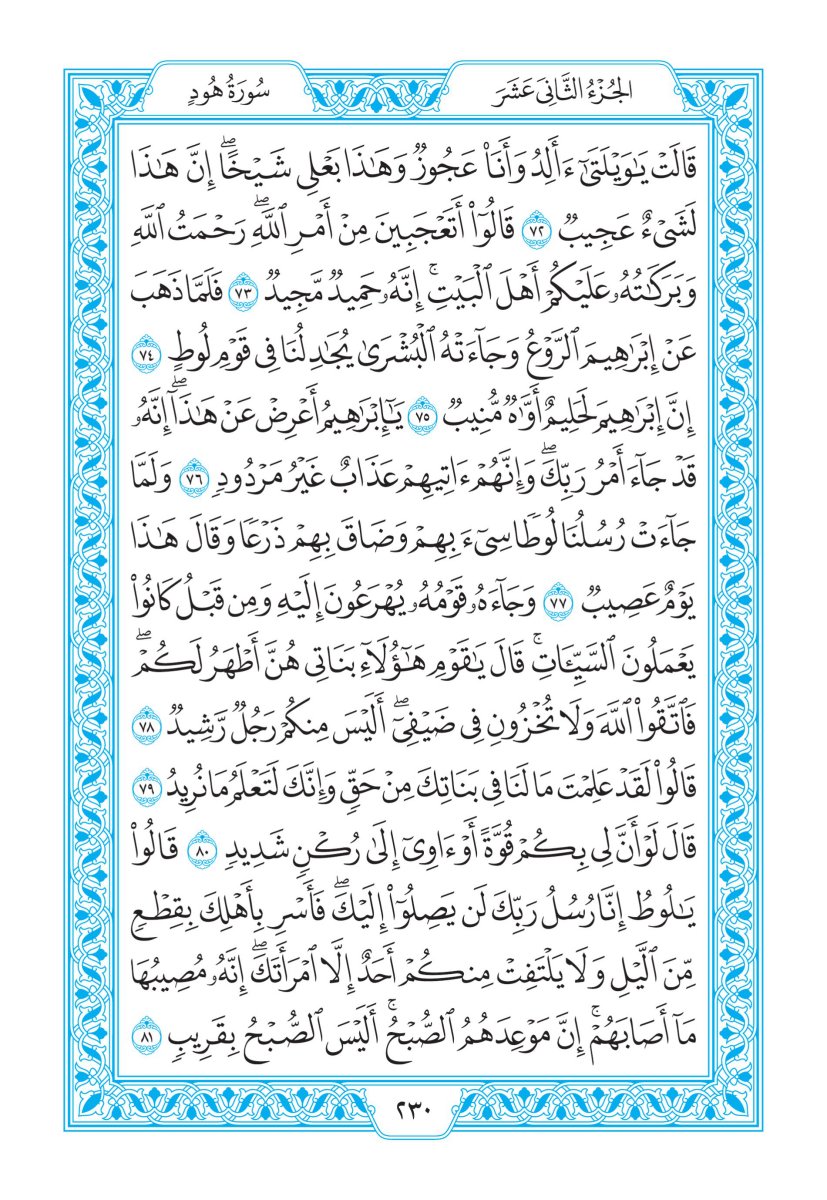 الجُزْءُ الثَّانِيَ عَشَرَ
سُورَةُ هُودٍ
قَالَتْ يَٰوَيْلَتَىٰٓ ءَأَلِدُ وَأَنَا۠ عَجُوزٌ وَهَٰذَا بَعْلِى شَيْخًا ۖ إِنَّ هَٰذَا
لَشَىْءٌ عَجِيبٌ ٧٢ قَالُوٓا۟ أَتَعْجَبِينَ مِنْ أَمْرِ ٱللَّهِ ۖ رَحْمَتُ ٱللَّهِ
وَبَرَكَٰتُهُۥ عَلَيْكُمْ أَهْلَ ٱلْبَيْتِ ۚ إِنَّهُۥ حَمِيدٌ مَّجِيدٌ ٧٣ فَلَمَّا ذَهَبَ
عَنْ إِبْرَٰهِيمَ ٱلرَّوْعُ وَجَآءَتْهُ ٱلْبُشْرَىٰ يُجَٰدِلُنَا فِى قَوْمِ لُوطٍ ٧٤
إِنَّ إِبْرَٰهِيمَ لَحَلِيمٌ أَوَّٰهٌ مُّنِيبٌ ٧٥ يَٰٓإِبْرَٰهِيمُ أَعْرِضْ عَنْ هَٰذَآ ۖ إِنَّهُۥ
قَدْ جَآءَ أَمْرُ رَبِّكَ ۖ وَإِنَّهُمْ ءَاتِيهِمْ عَذَابٌ غَيْرُ مَرْدُودٍ ٧٦ وَلَمَّا
جَآءَتْ رُسُلُنَا لُوطًا سِىٓءَ بِهِمْ وَضَاقَ بِهِمْ ذَرْعًا وَقَالَ هَٰذَا
يَوْمٌ عَصِيبٌ ٧٧ وَجَآءَهُۥ قَوْمُهُۥ يُهْرَعُونَ إِلَيْهِ وَمِن قَبْلُ كَانُوا۟
يَعْمَلُونَ ٱلسَّيِّـَٔاتِ ۚ قَالَ يَٰقَوْمِ هَٰٓؤُلَآءِ بَنَاتِى هُنَّ أَطْهَرُ لَكُمْ ۖ
فَٱتَّقُوا۟ ٱللَّهَ وَلَا تُخْزُونِ فِى ضَيْفِىٓ ۖ أَلَيْسَ مِنكُمْ رَجُلٌ رَّشِيدٌ ٧٨
قَالُوا۟ لَقَدْ عَلِمْتَ مَا لَنَا فِى بَنَاتِكَ مِنْ حَقٍّ وَإِنَّكَ لَتَعْلَمُ مَا نُرِيدُ ٧٩
قَالَ لَوْ أَنَّ لِى بِكُمْ قُوَّةً أَوْ ءَاوِىٓ إِلَىٰ رُكْنٍ شَدِيدٍ ٨٠ قَالُوا۟
يَٰلُوطُ إِنَّا رُسُلُ رَبِّكَ لَن يَصِلُوٓا۟ إِلَيْكَ ۖ فَأَسْرِ بِأَهْلِكَ بِقِطْعٍ
مِّنَ ٱلَّيْلِ وَلَا يَلْتَفِتْ مِنكُمْ أَحَدٌ إِلَّا ٱمْرَأَتَكَ ۖ إِنَّهُۥ مُصِيبُهَا
مَآ أَصَابَهُمْ ۚ إِنَّ مَوْعِدَهُمُ ٱلصُّبْحُ ۚ أَلَيْسَ ٱلصُّبْحُ بِقَرِيبٍ ٨١
٢٣٠